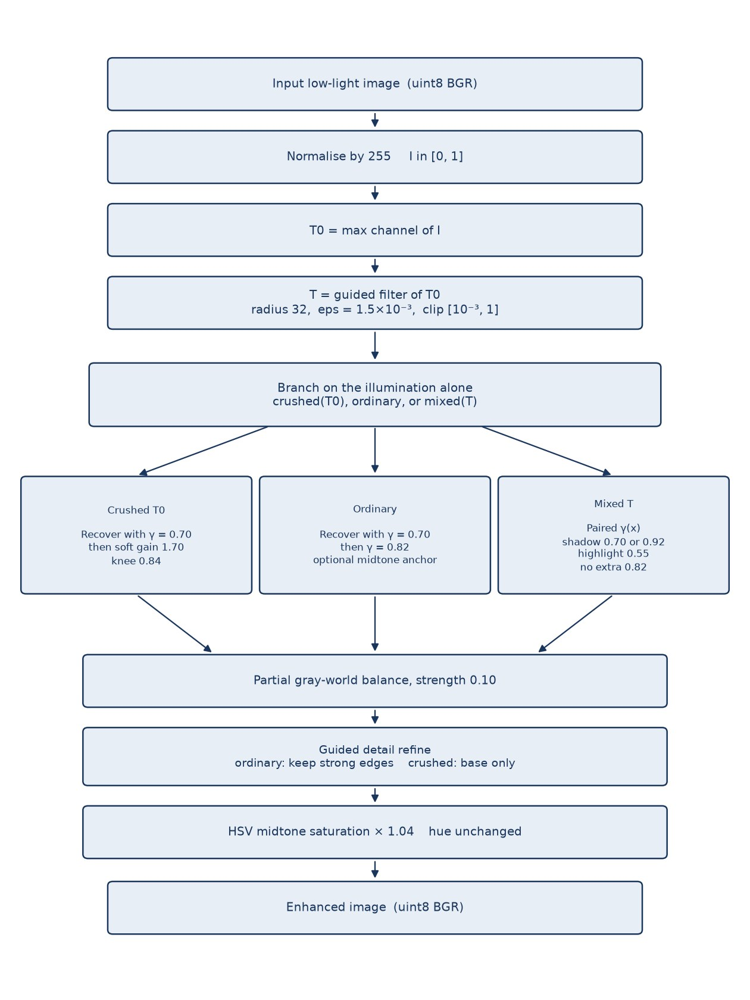 Input low-light image  (uint8 BGR)
Normalise by 255     I in [0, 1]
T0 = max channel of I
T = guided filter of T0
radius 32,  eps = 1.5×10⁻³,  clip [10⁻³, 1]
Branch on the illumination alone
crushed(T0), ordinary, or mixed(T)
Crushed T0
Recover with γ = 0.70
then soft gain 1.70
knee 0.84
Ordinary
Recover with γ = 0.70
then γ = 0.82
optional midtone anchor
Mixed T
Paired γ(x)
shadow 0.70 or 0.92
highlight 0.55
no extra 0.82
Partial gray-world balance, strength 0.10
Guided detail refine
ordinary: keep strong edges    crushed: base only
HSV midtone saturation × 1.04    hue unchanged
Enhanced image  (uint8 BGR)